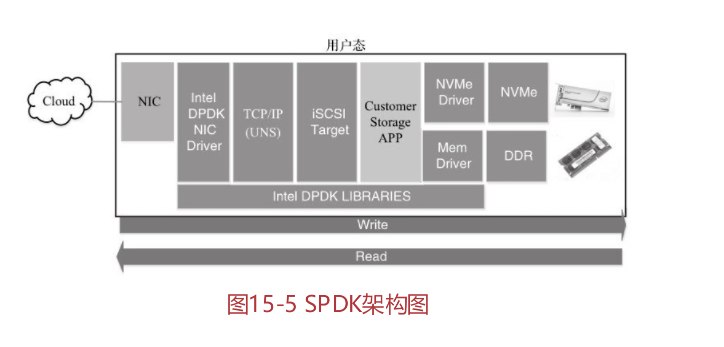 用户态
Cloud
NIC
Intel
DPDK
NIC
Driver
TCP/IP
(UNS)
iSCSI
Target
Customer
Storage
APP
NVMe
Driver
NVMe
Mem
Driver
DDR
Intel DPDK LIBRARIES
Write
Read
图15-5 SPDK架构图